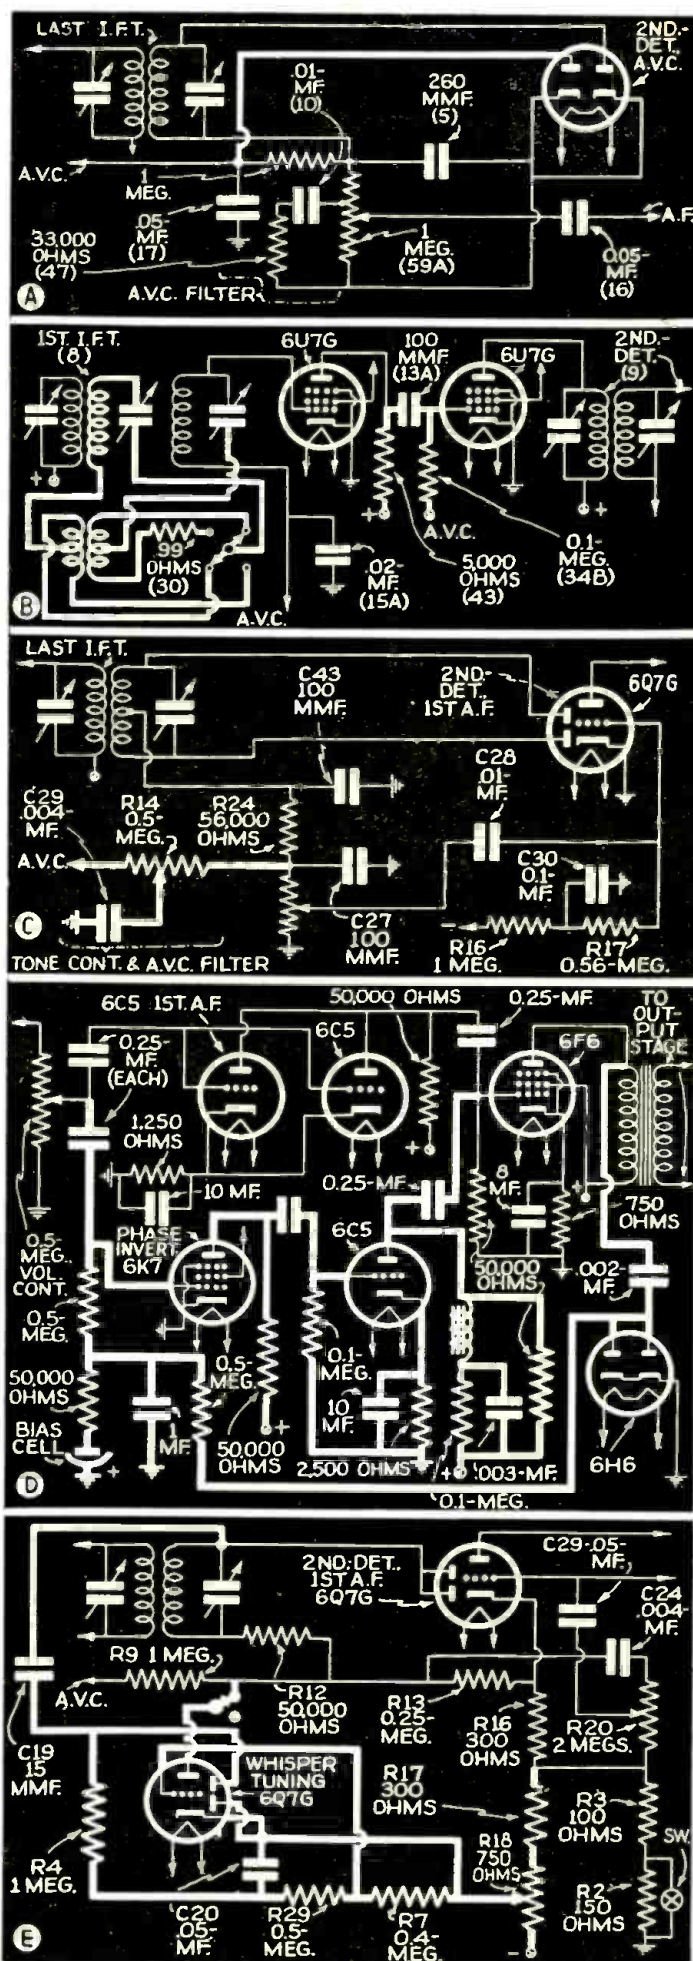 LAST I.F.T.
.01-
MF.
(10)
260
MMF.
(5)
2ND.-
DET.,
A.V.C.
A.V.C.
1
MEG.
.05-
MF.
(17)
33,000
OHMS
(47)
A.V.C. FILTER
1
MEG.
(59A)
A.F.
0.05-
MF.
(16)
A
1ST. I.F.T.
(8)
6U7G
100
MMF.
(13A)
6U7G
2ND.-
DET.
(9)
+
.99
OHMS
(30)
+
A.V.C.
+
.02-
MF.
(15A)
5,000
OHMS
(43)
0.1-
MEG.
(34B)
A.V.C.
B
LAST I.F.T.
C43
100
MMF.
2ND.-
DET.,
1ST A.F.
6Q7G
C29
.004-
MF.
R14
0.5-
MEG.
R24
56,000
OHMS
C28
.01-
MF.
A.V.C.
C30
0.1-
MF.
C27
100
MMF.
R16
1 MEG.
R17
0.56-MEG.
TONE CONT. & A.V.C. FILTER
C
6C5 1ST. A.F.
50,000 OHMS
0.25-MF.
TO
OUT-
PUT
STAGE
6C5
6F6
0.25-
MF.
(EACH)
1,250
OHMS
10 MF.
+
0.25-MF.
8
MF.
+
750
OHMS
PHASE
INVERT.
6K7
6C5
50,000
OHMS
0.5-
MEG.
VOL.
CONT.
0.5-
MEG.
.002-
MF.
50,000
OHMS
0.5-
MEG.
0.1-
MEG.
10
MF.
BIAS
CELL
+
1
MF.
+
50,000
OHMS
2,500 OHMS
+
.003-MF.
0.1-MEG.
6H6
D
2ND.-DET.,
1ST A.F.
6Q7G
C29-.05-
MF.
C24
.004-
MF.
R9 1 MEG.
A.V.C.
R12
50,000
OHMS
R13
0.25-
MEG.
R16
300
OHMS
R20
2 MEGS.
C19
15
MMF.
WHISPER
TUNING
6Q7G
R17
300
OHMS
R3
100
OHMS
SW.
R4
1 MEG.
R18
750
OHMS
R2
150
OHMS
C20
.05-
MF.
R29
0.5-
MEG.
R7
0.4-
MEG.
-
E